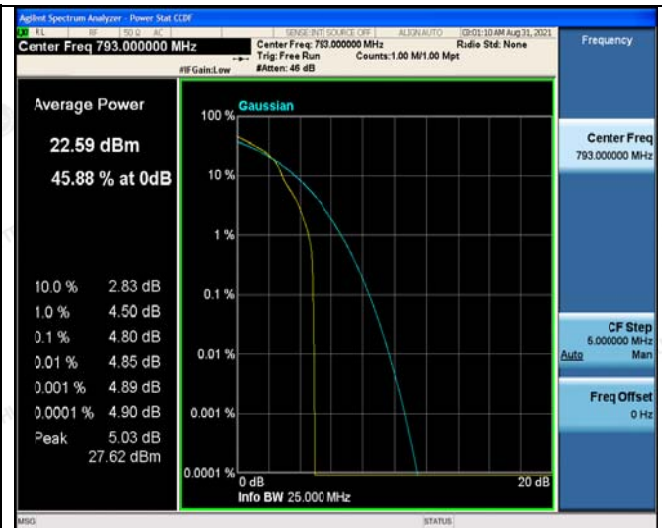 Agilent Spectrum Analyzer - Power Stat CCDF
RL RF 50 Ω AC SENSE:INT SOURCE OFF ALIGN AUTO 03:01:10 AM Aug 31, 2021
Center Freq 793.000000 MHz
Center Freq: 793.000000 MHz Radio Std: None
Trig: Free Run Counts:1.00 M/1.00 Mpt
#IFGain:Low #Atten: 46 dB
Frequency
Average Power
22.59 dBm
45.88 % at 0dB
10.0 % 2.83 dB
1.0 % 4.50 dB
0.1 % 4.80 dB
0.01 % 4.85 dB
0.001 % 4.89 dB
0.0001 % 4.90 dB
Peak 5.03 dB
27.62 dBm
Gaussian
100 %
10 %
1 %
0.1 %
0.01 %
0.001 %
0.0001 %
0 dB 20 dB
Info BW 25.000 MHz
Center Freq
793.000000 MHz
CF Step
5.000000 MHz
Auto Man
Freq Offset
0 Hz
MSG STATUS